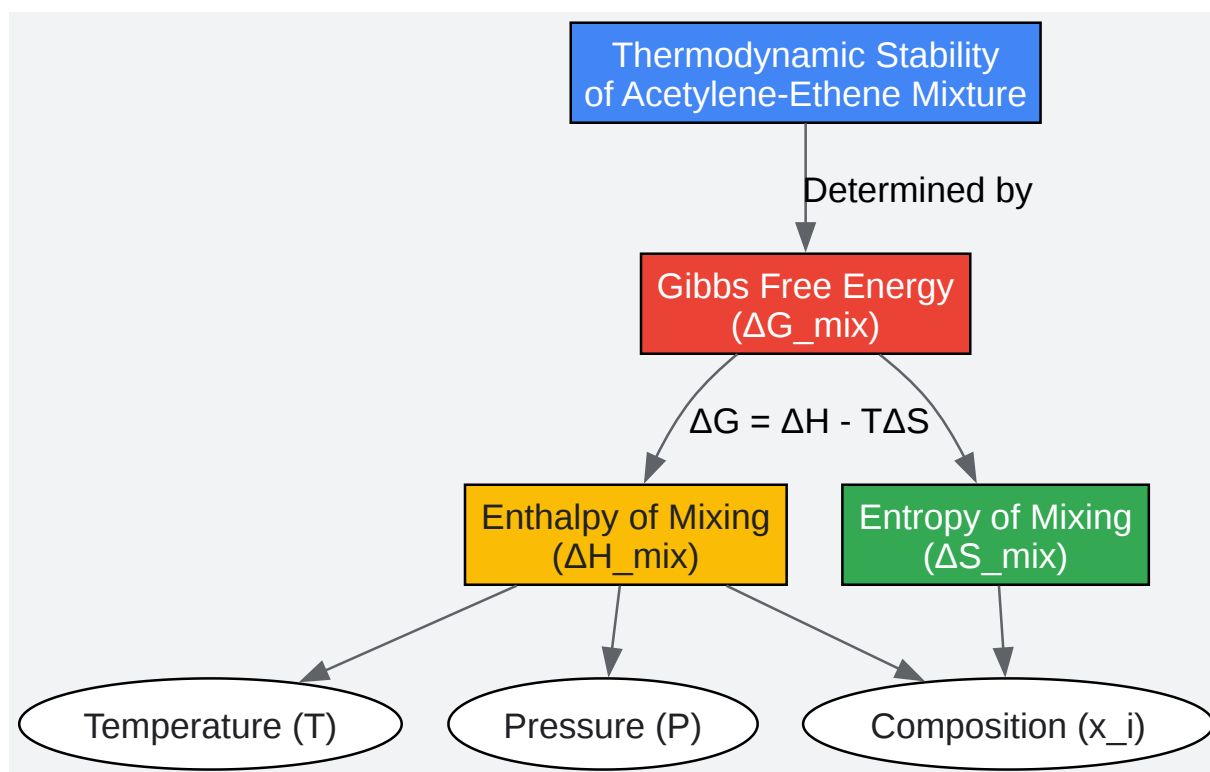 Thermodynamic Stability
of Acetylene-Ethene Mixture
Determined by
Gibbs Free Energy
(ΔG_mix)
ΔG = ΔH - TΔS
Enthalpy of Mixing
(ΔH_mix)
Entropy of Mixing
(ΔS_mix)
Temperature (T)
Pressure (P)
Composition (x_i)